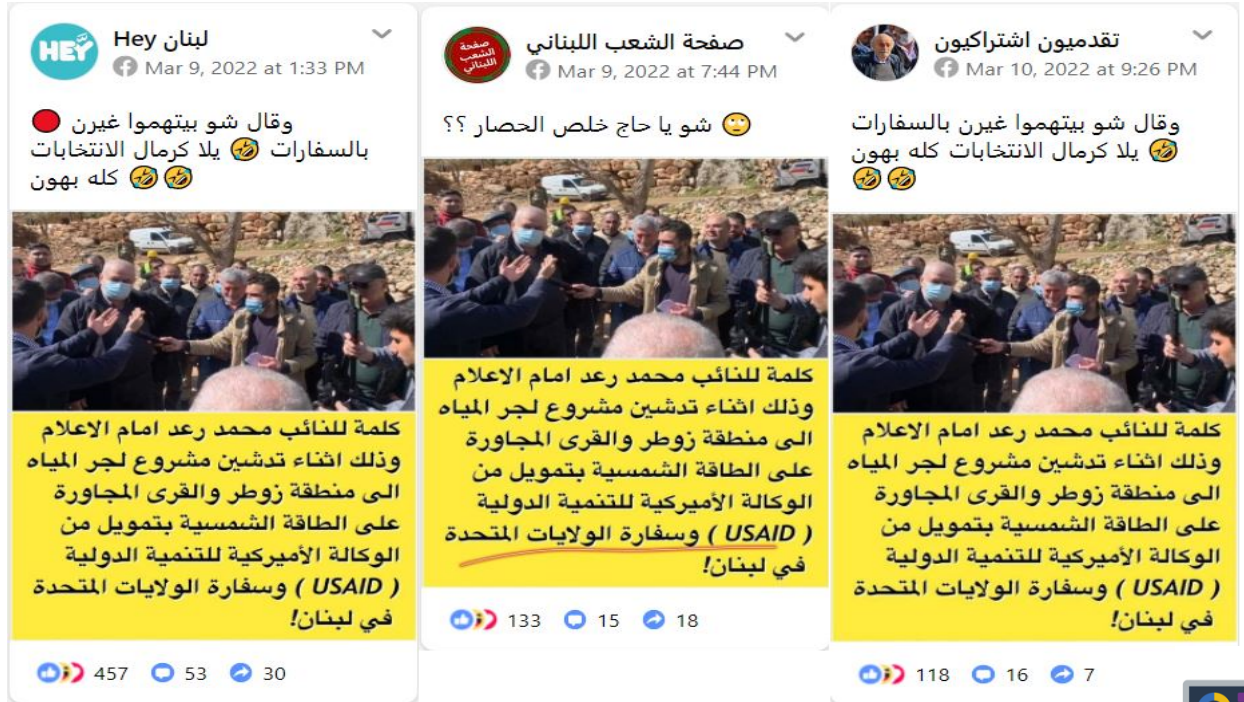 Hey لبنان
Mar 9, 2022 at 1:33 PM
🔴 وقال شو بيتهموا غيرن
بالسفارات 🤣 يلا كرمال الانتخابات
كله بهون 🤣🤣
كلمة للنائب محمد رعد امام الاعلام
وذلك اثناء تدشين مشروع لجر المياه
الى منطقة زوطر والقرى المجاورة
على الطاقة الشمسية بتمويل من
الوكالة الأميركية للتنمية الدولية
( USAID ) وسفارة الولايات المتحدة
في لبنان!
457 53 30
صفحة الشعب اللبناني
Mar 9, 2022 at 7:44 PM
🙄 شو يا حاج خلص الحصار ؟؟
كلمة للنائب محمد رعد امام الاعلام
وذلك اثناء تدشين مشروع لجر المياه
الى منطقة زوطر والقرى المجاورة
على الطاقة الشمسية بتمويل من
الوكالة الأميركية للتنمية الدولية
( USAID ) وسفارة الولايات المتحدة
في لبنان!
133 15 18
تقدميون اشتراكيون
Mar 10, 2022 at 9:26 PM
وقال شو بيتهموا غيرن بالسفارات
🤣 يلا كرمال الانتخابات كله بهون
🤣🤣
كلمة للنائب محمد رعد امام الاعلام
وذلك اثناء تدشين مشروع لجر المياه
الى منطقة زوطر والقرى المجاورة
على الطاقة الشمسية بتمويل من
الوكالة الأميركية للتنمية الدولية
( USAID ) وسفارة الولايات المتحدة
في لبنان!
118 16 7
HEY
صفحة
الشعب
اللبناني